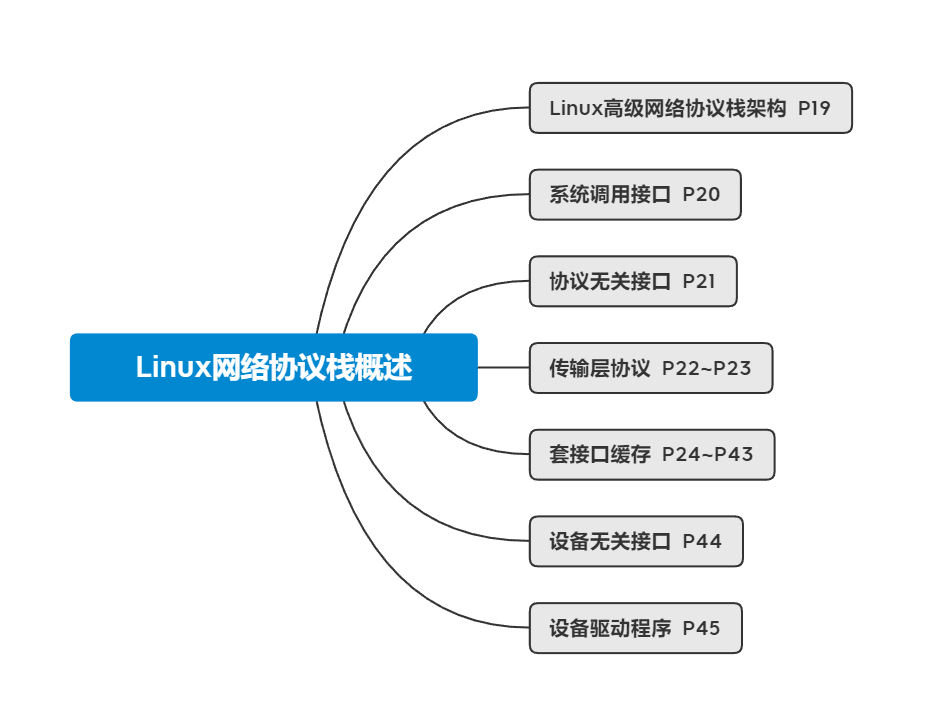 Linux高级网络协议栈架构 P19
系统调用接口 P20
协议无关接口 P21
Linux网络协议栈概述
传输层协议 P22~P23
套接口缓存 P24~P43
设备无关接口 P44
设备驱动程序 P45